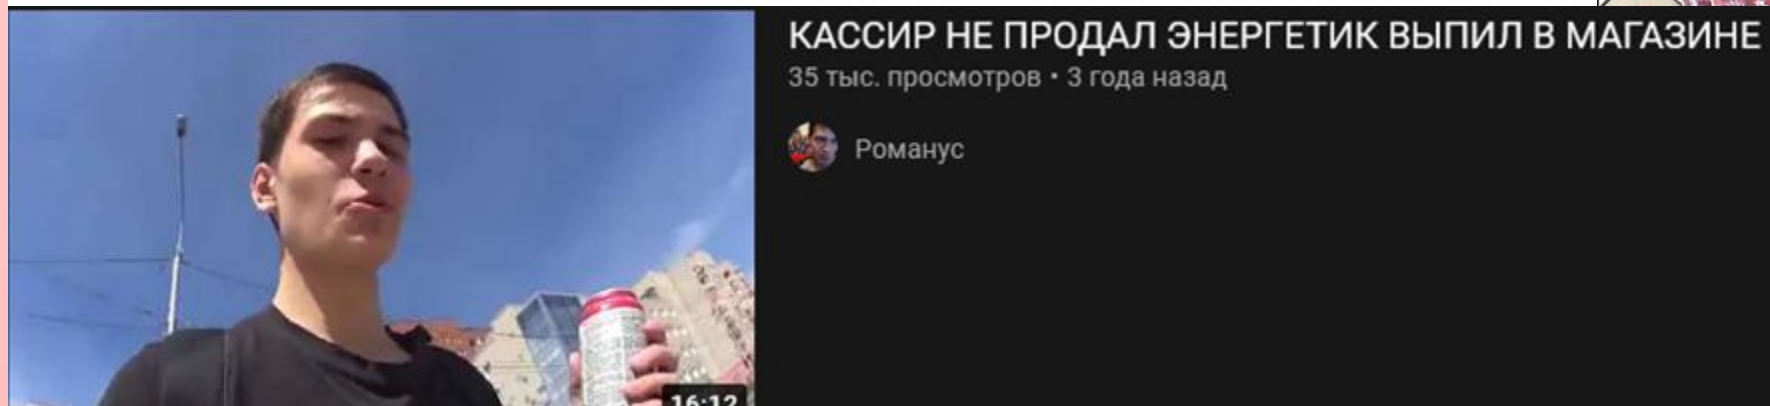 КАССИР НЕ ПРОДАЛ ЭНЕРГЕТИК ВЫПИЛ В МАГАЗИНЕ
35 тыс. просмотров • 3 года назад
Романус
16:12